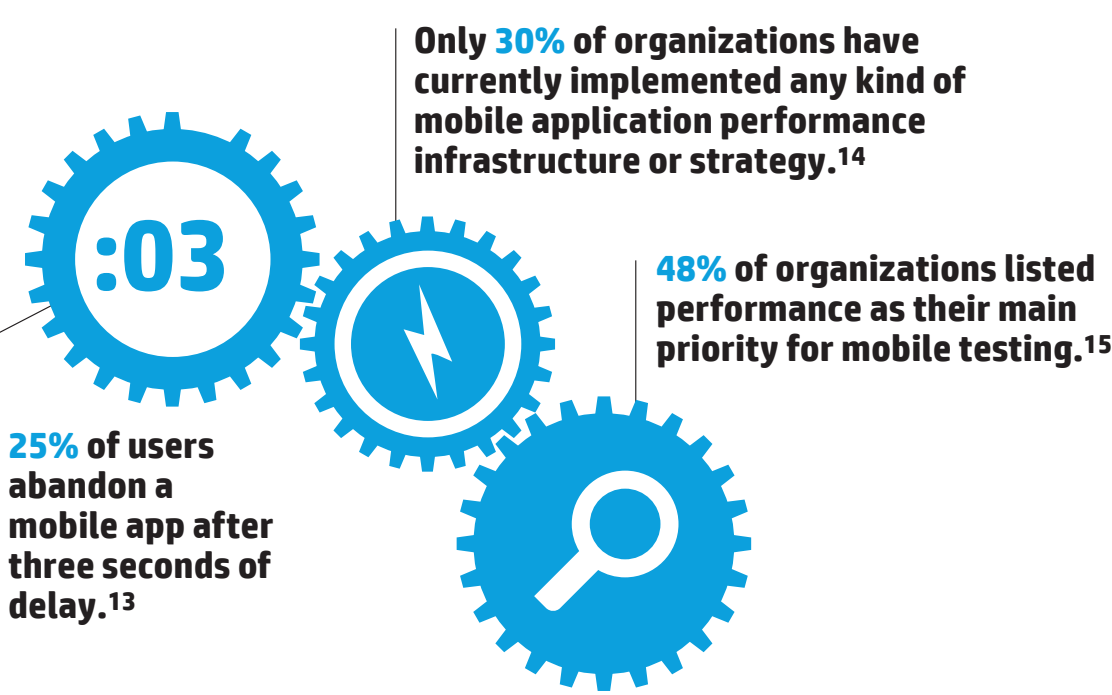 Only 30% of organizations have
currently implemented any kind of
mobile application performance
infrastructure or strategy.14
:03
48% of organizations listed
performance as their main
priority for mobile testing.15
25% of users
abandon a
mobile app after
three seconds of
delay.13